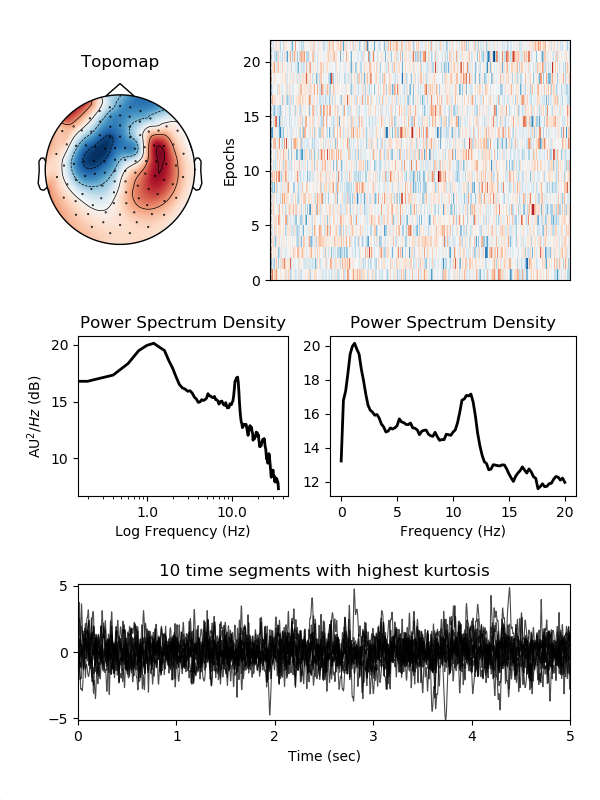 Topomap
Epochs
20
15
10
5
0
Power Spectrum Density
AU²/Hz (dB)
20
15
10
1.0 10.0
Log Frequency (Hz)
Power Spectrum Density
20
18
16
14
12
0 5 10 15 20
Frequency (Hz)
10 time segments with highest kurtosis
5
0
−5
0 1 2 3 4 5
Time (sec)